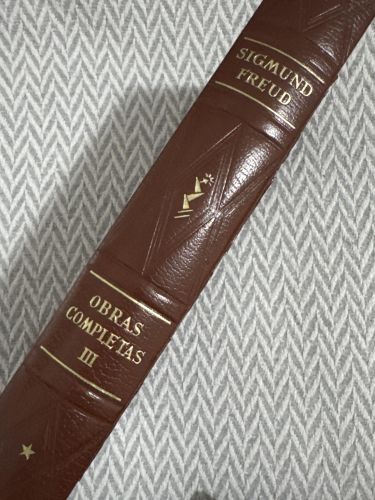 SIGMUND
FREUD
OBRAS
COMPLETAS
III